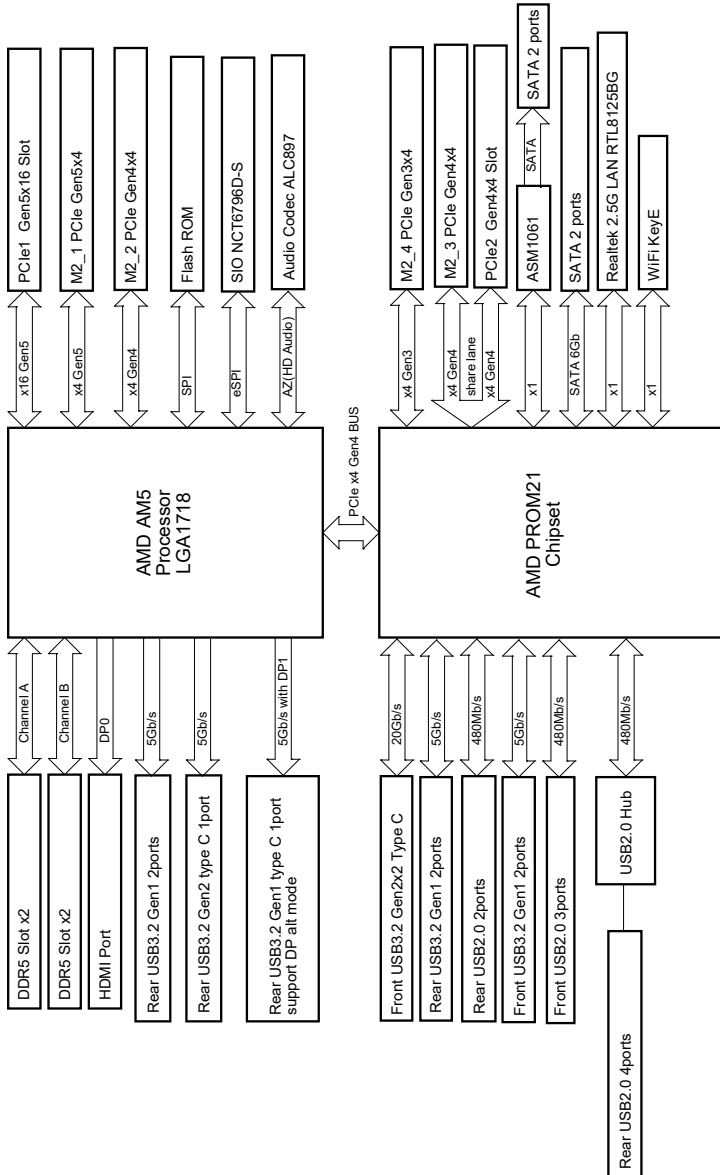 PCIe1 Gen5x16 Slot
M2_1 PCIe Gen5x4
M2_2 PCIe Gen4x4
Flash ROM
SIO NCT6796D-S
Audio Codec ALC897
x16 Gen5
x4 Gen5
x4 Gen4
SPI
eSPI
AZ(HD Audio)
AMD AM5
Processor
LGA1718
Channel A
Channel B
DP0
5Gb/s
5Gb/s
5Gb/s with DP1
DDR5 Slot x2
DDR5 Slot x2
HDMI Port
Rear USB3.2 Gen1 2ports
Rear USB3.2 Gen2 type C 1port
Rear USB3.2 Gen1 type C 1port
support DP alt mode
PCIe x4 Gen4 BUS
M2_4 PCIe Gen3x4
M2_3 PCIe Gen4x4
PCIe2 Gen4x4 Slot
SATA 2 ports
SATA
ASM1061
SATA 2 ports
Realtek 2.5G LAN RTL8125BG
WiFi KeyE
x4 Gen3
x4 Gen4
share lane
x4 Gen4
x1
SATA 6Gb
x1
x1
AMD PROM21
Chipset
20Gb/s
5Gb/s
480Mb/s
5Gb/s
480Mb/s
480Mb/s
Front USB3.2 Gen2x2 Type C
Rear USB3.2 Gen1 2ports
Rear USB2.0 2ports
Front USB3.2 Gen1 2ports
Front USB2.0 3ports
USB2.0 Hub
Rear USB2.0 4ports